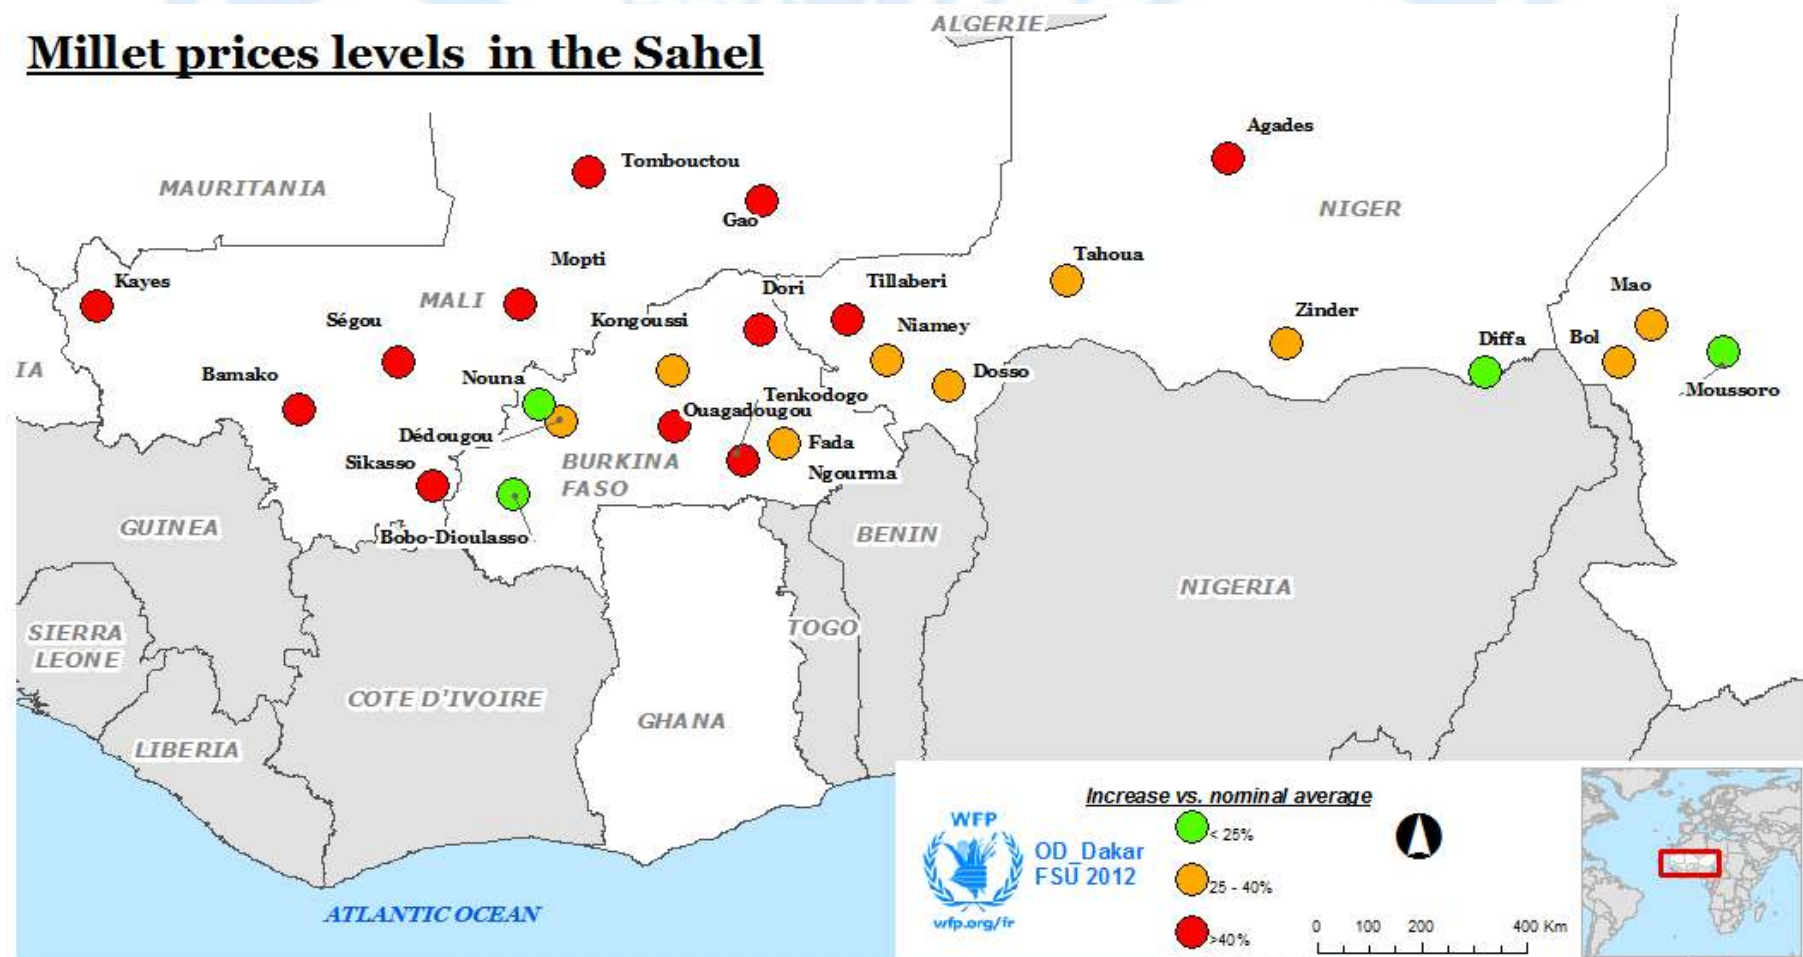 Millet prices levels in the Sahel
ALGERIE
Agades
Tombouctou
MAURITANIA
NIGER
Gao
Mopti
Tahoua
Kayes
Dori
Tillaberi
Mao
MALI
Zinder
Ségou
Kongoussi
Niamey
Diffa
Bol
IA
Bamako
Nouna
Dosso
Moussoro
Tenkodogo
Ouagadougou
Dédougou
Fada
Ngourma
Sikasso
BURKINA
FASO
GUINEA
Bobo-Dioulasso
BENIN
NIGERIA
SIERRA
LEONE
TOGO
COTE D'IVOIRE
GHANA
LIBERIA
ATLANTIC OCEAN
Increase vs. nominal average
WFP
wfp.org/fr
OD_Dakar
FSU 2012
< 25%
25 - 40%
>40%
0 100 200 400 Km